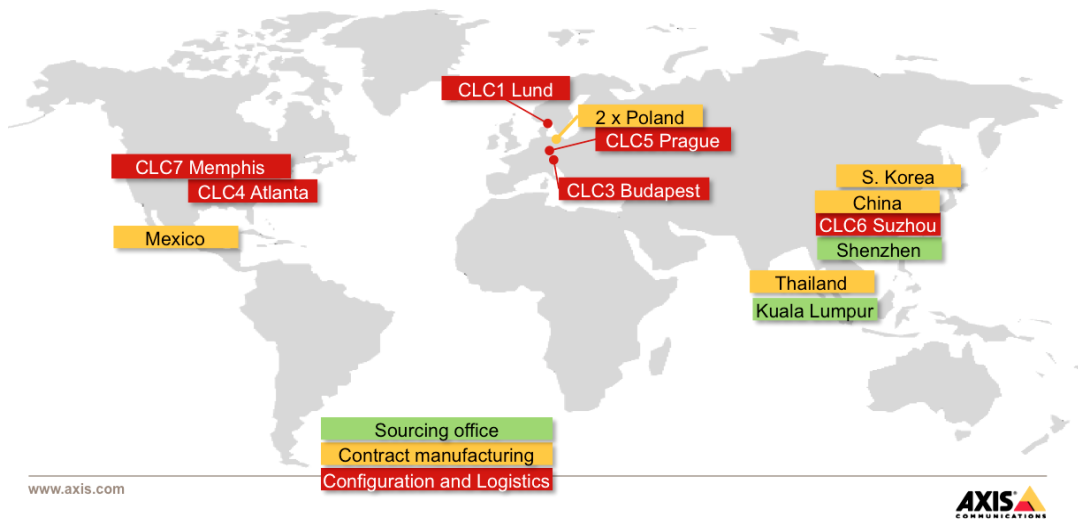 CLC1 Lund
2 x Poland
CLC5 Prague
CLC7 Memphis
CLC4 Atlanta
CLC3 Budapest
S. Korea
China
CLC6 Suzhou
Mexico
Shenzhen
Thailand
Kuala Lumpur
Sourcing office
Contract manufacturing
Configuration and Logistics
www.axis.com
AXIS
COMMUNICATIONS